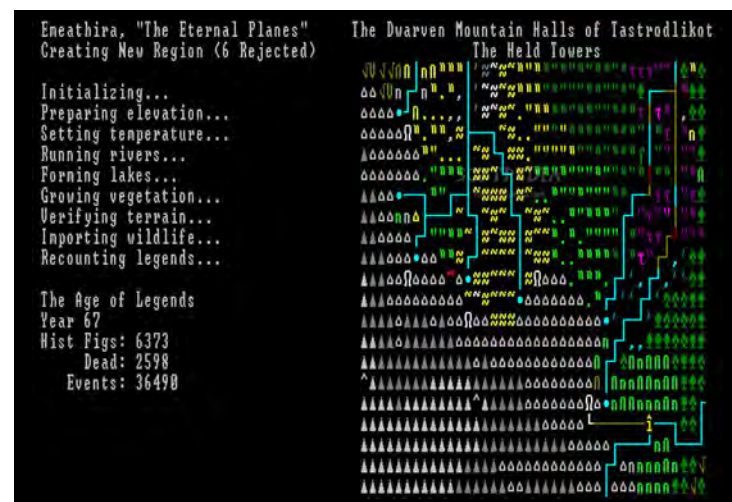 Emeathira, "The Eternal Planes"
Creating New Region (6 Rejected)
The Dwarven Mountain Halls of Tastrodlikot
The Held Towers
Initializing...
Preparing elevation...
Setting temperature...
Running rivers...
Forming lakes...
Growing vegetation...
Verifying terrain...
Importing wildlife...
Recounting legends...
The Age of Legends
Year 67
Hist Figs: 6373
Dead: 2598
Events: 36490